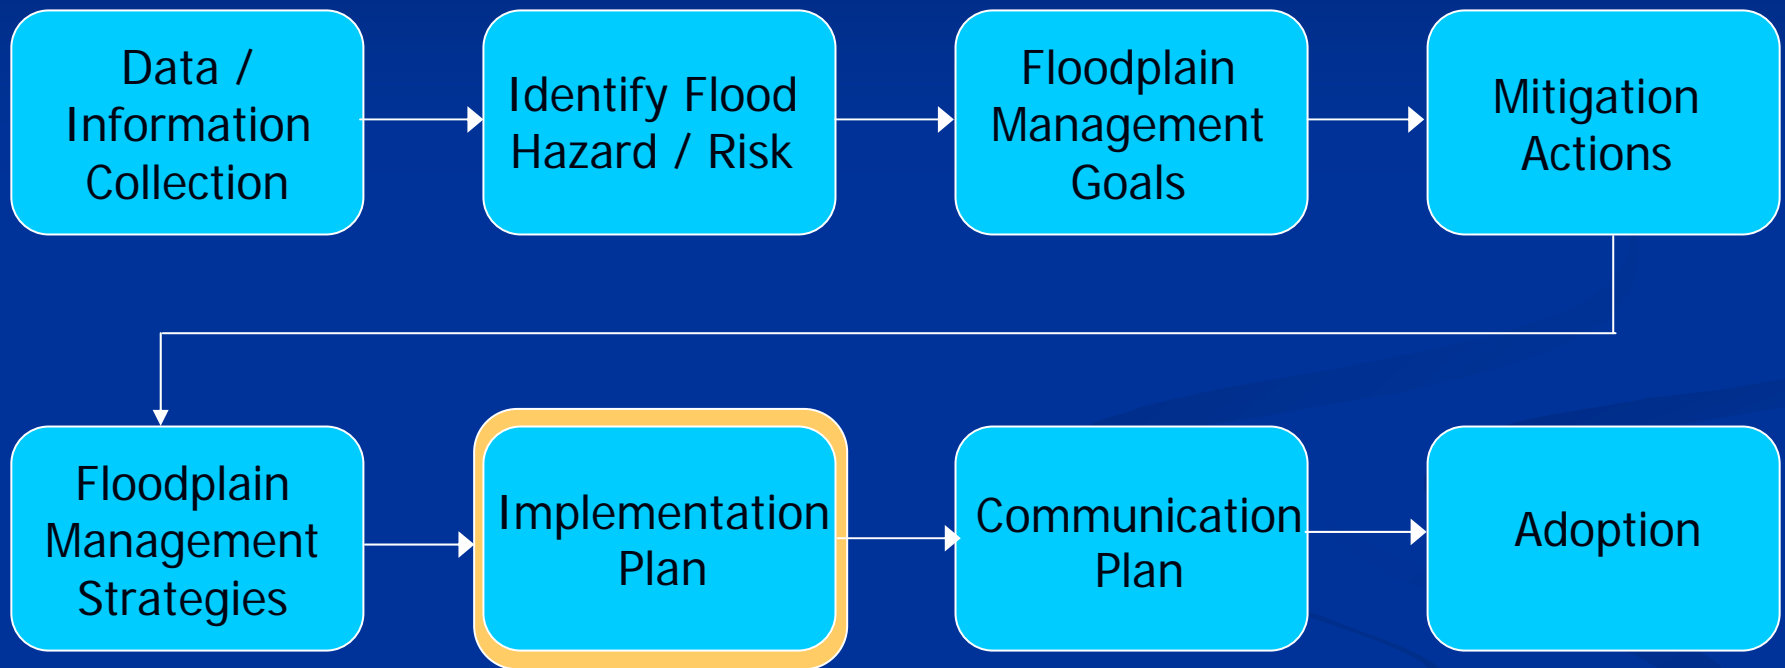 Data /
Information
Collection
Identify Flood
Hazard / Risk
Floodplain
Management
Goals
Mitigation
Actions
Floodplain
Management
Strategies
Implementation
Plan
Communication
Plan
Adoption